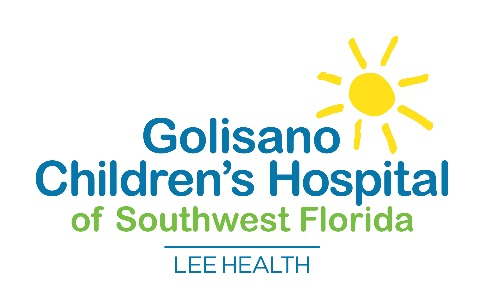 Golisano
Children's Hospital
of Southwest Florida
LEE HEALTH